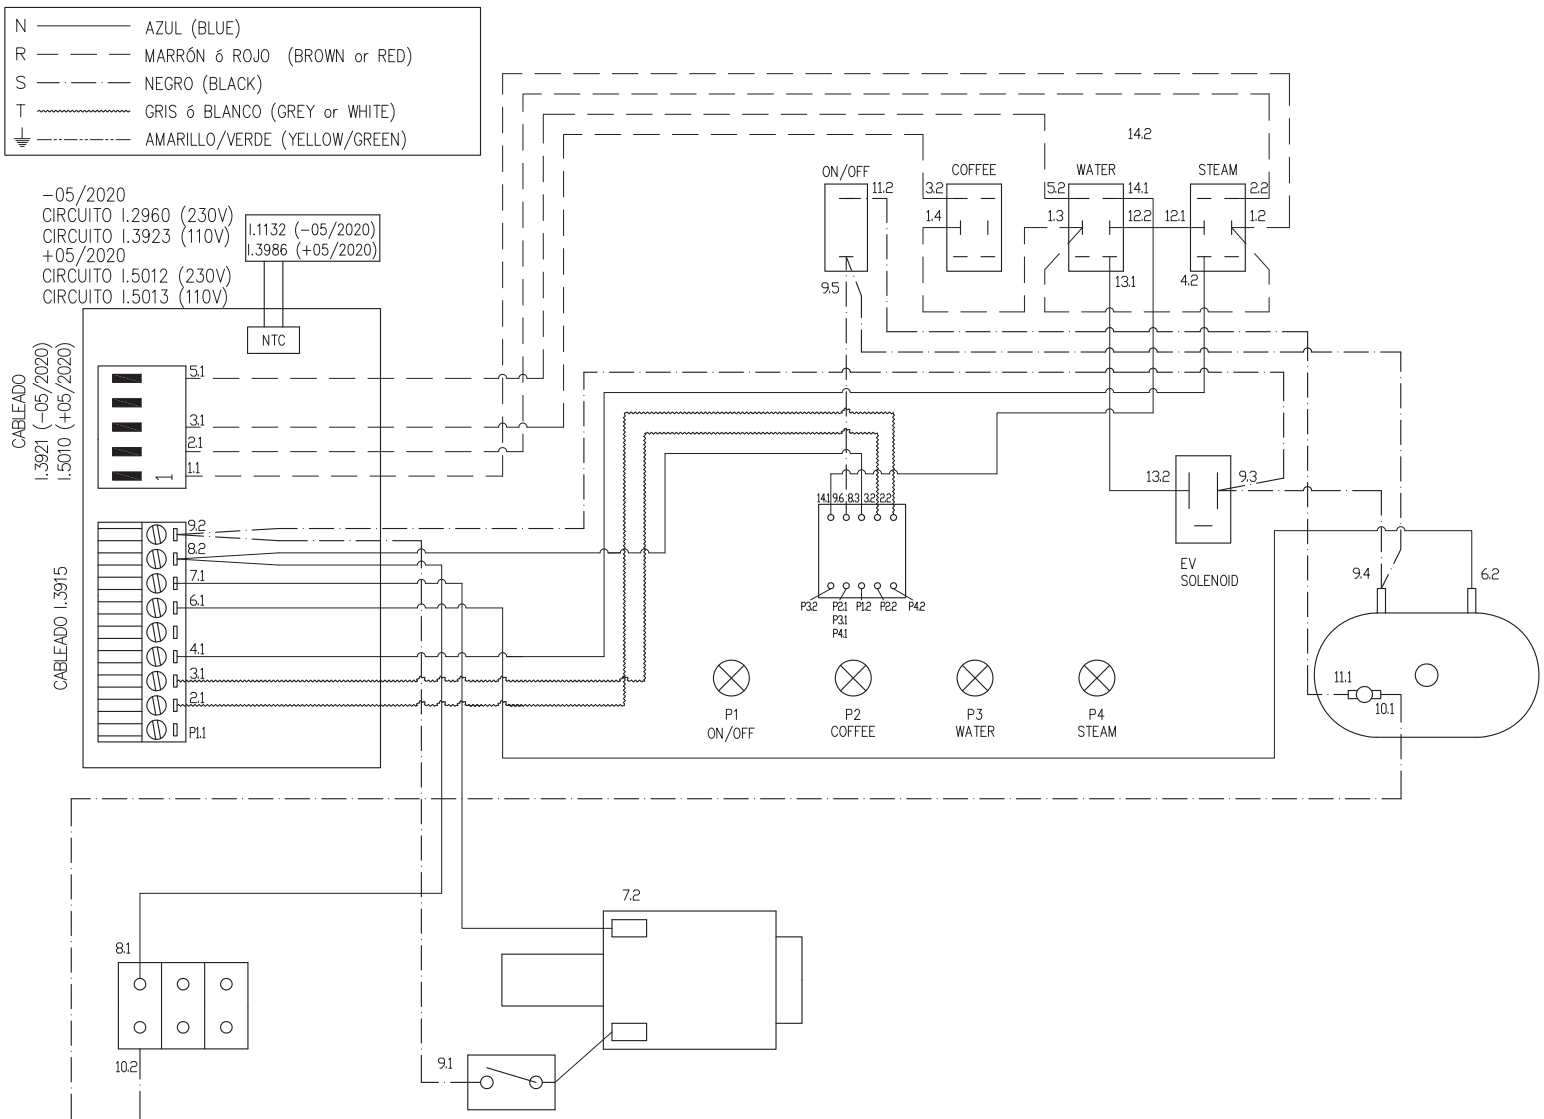 N AZUL (BLUE)
R MARRÓN ó ROJO (BROWN or RED)
S NEGRO (BLACK)
T GRIS ó BLANCO (GREY or WHITE)
AMARILLO/VERDE (YELLOW/GREEN)
-05/2020
CIRCUITO I.2960 (230V)
CIRCUITO I.3923 (110V)
+05/2020
CIRCUITO I.5012 (230V)
CIRCUITO I.5013 (110V)
I.1132 (-05/2020)
I.3986 (+05/2020)
NTC
CABLEADO
I.3921 (-05/2020)
I.5010 (+05/2020)
5.1
3.1
2.1
1.1
1
CABLEADO I.3915
9.2
8.2
7.1
6.1
4.1
3.1
2.1
P1.1
14.2
ON/OFF
11.2
9.5
COFFEE
3.2
1.4
WATER
5.2
14.1
1.3
12.2
13.1
STEAM
2.2
12.1
1.2
4.2
14.1 9.6 8.3 3.2 2.2
P3.2 P2.1 P1.2 P2.2 P4.2
P3.1
P4.1
13.2
9.3
EV
SOLENOID
9.4
6.2
11.1
10.1
P1
ON/OFF
P2
COFFEE
P3
WATER
P4
STEAM
7.2
8.1
10.2
9.1